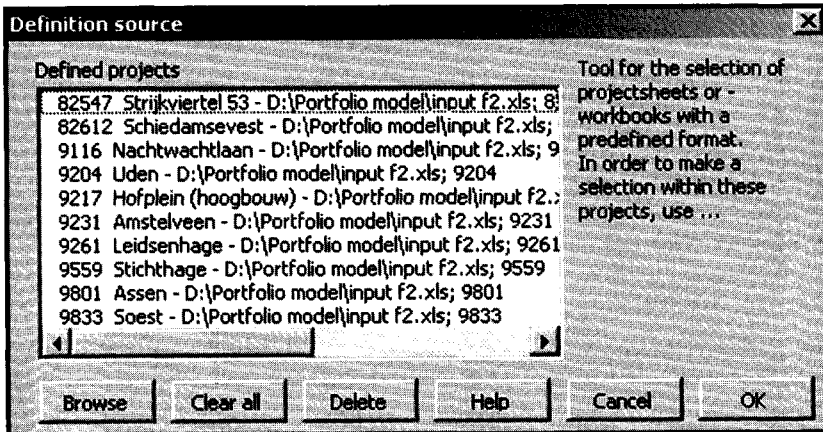 Definition source
Defined projects
82547 Strijkviertel 53 - D:\Portfolio model\input f2.xls; 8
82612 Schiedamsevest - D:\Portfolio model\input f2.xls;
9116 Nachtwachtlaan - D:\Portfolio model\input f2.xls; 9
9204 Uden - D:\Portfolio model\input f2.xls; 9204
9217 Hofplein (hoogbouw) - D:\Portfolio model\input f2.
9231 Amstelveen - D:\Portfolio model\input f2.xls; 9231
9261 Leidsenhage - D:\Portfolio model\input f2.xls; 9261
9559 Stichthage - D:\Portfolio model\input f2.xls; 9559
9801 Assen - D:\Portfolio model\input f2.xls; 9801
9833 Soest - D:\Portfolio model\input f2.xls; 9833
Tool for the selection of
projectsheets or -
workbooks with a
predefined format.
In order to make a
selection within these
projects, use ...
Browse
Clear all
Delete
Help
Cancel
OK